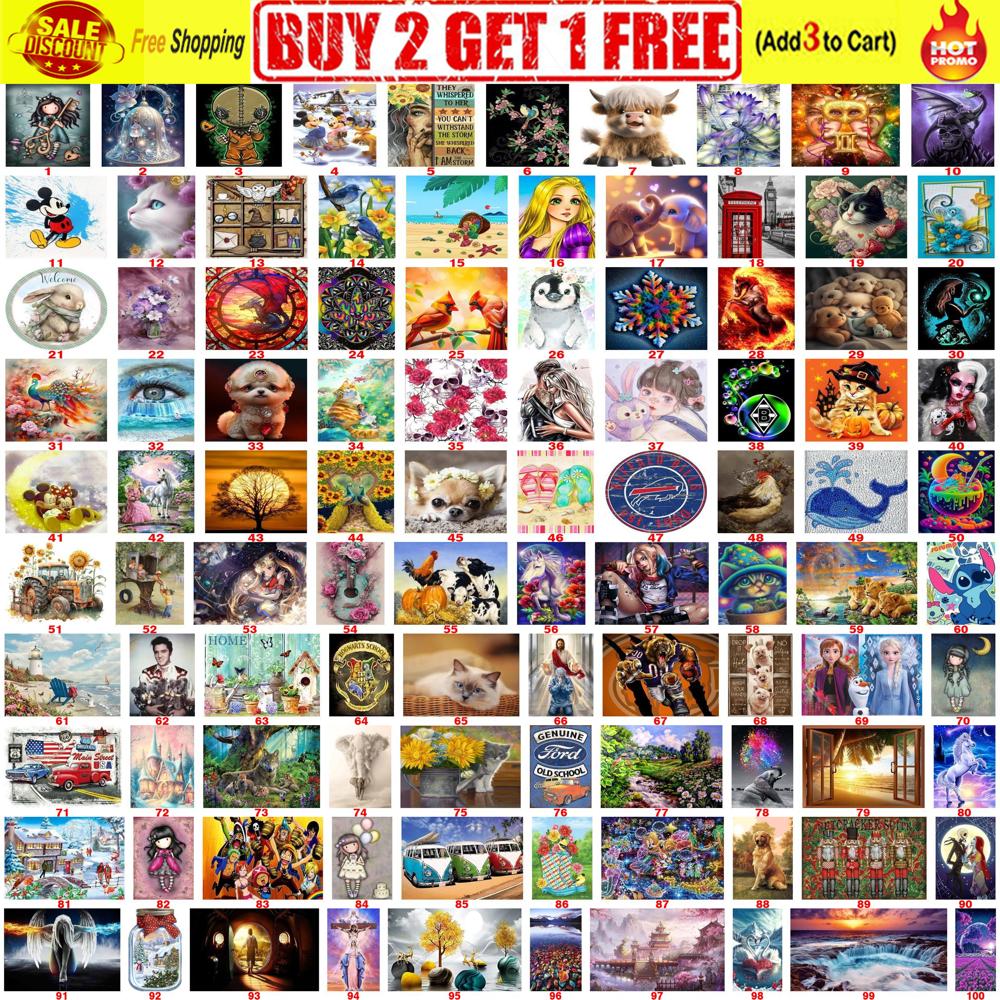 SALE
DISCOUNT
Free Shopping
BUY 2 GET 1 FREE
(Add 3 to Cart)
HOT
PROMO
THEY
WHISPERED
TO HER
YOU CAN'T
WITHSTAND
THE STORM
SHE WHISPERED
BACK
I AM
THE STORM
1 2 3 4 5 6 7 8 9 10
TELEPHONE
11 12 13 14 15 16 17 18 19 20
Welcome
21 22 23 24 25 26 27 28 29 30
B
31 32 33 34 35 36 37 38 39 40
41 42 43 44 45 46 47 48 49 50
51 52 53 54 55 56 57 58 59 60
HOME
HOGWARTS SCHOOL
61 62 63 64 65 66 67 68 69 70
Main Street
USA
GENUINE
Ford
OLD SCHOOL
71 72 73 74 75 76 77 78 79 80
81 82 83 84 85 86 87 88 89 90
91 92 93 94 95 96 97 98 99 100